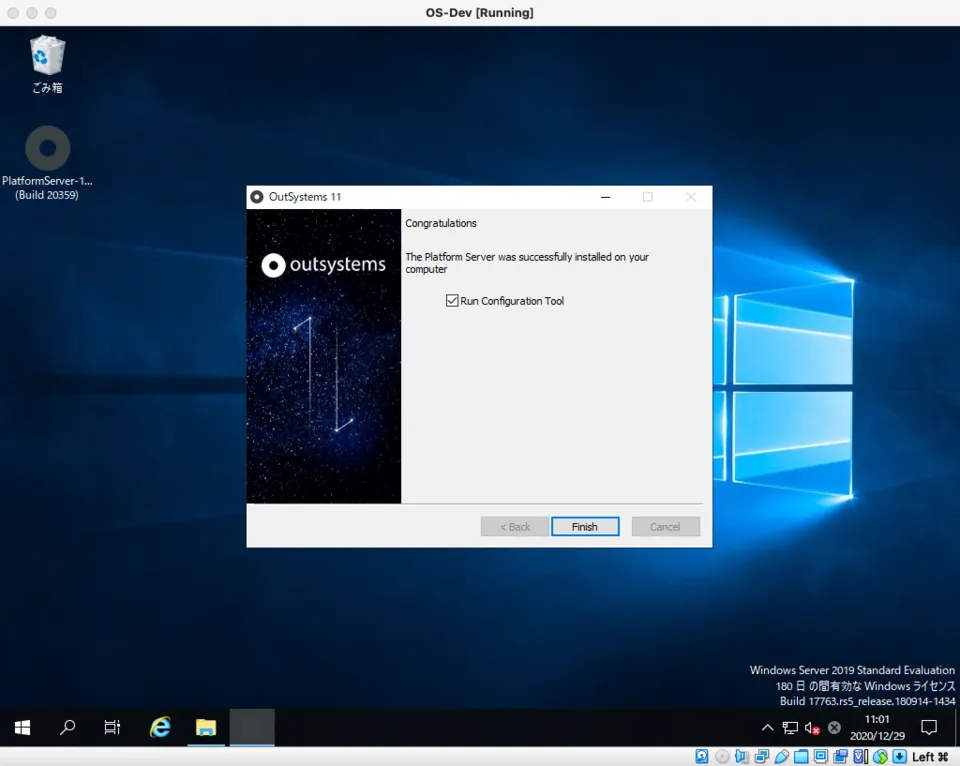 OS-Dev [Running]
ごみ箱
PlatformServer-1...
(Build 20359)
OutSystems 11
outsystems
Congratulations
The Platform Server was successfully installed on your
computer
Run Configuration Tool
< Back
Finish
Cancel
Windows Server 2019 Standard Evaluation
180 日 の間有効な Windows ライセンス
Build 17763.rs5_release.180914-1434
11:01
2020/12/29
Left ⌘